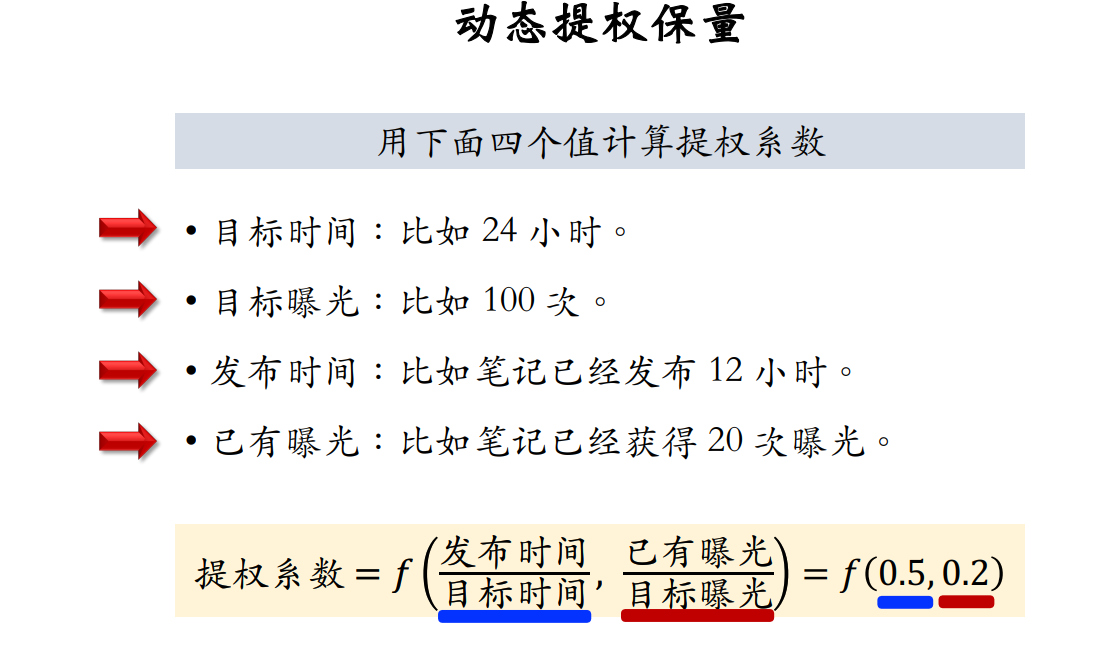 动态提权保量
用下面四个值计算提权系数
• 目标时间：比如 24 小时。
• 目标曝光：比如 100 次。
• 发布时间：比如笔记已经发布 12 小时。
• 已有曝光：比如笔记已经获得 20 次曝光。
提权系数 = f(发布时间/目标时间, 已有曝光/目标曝光) = f(0.5, 0.2)